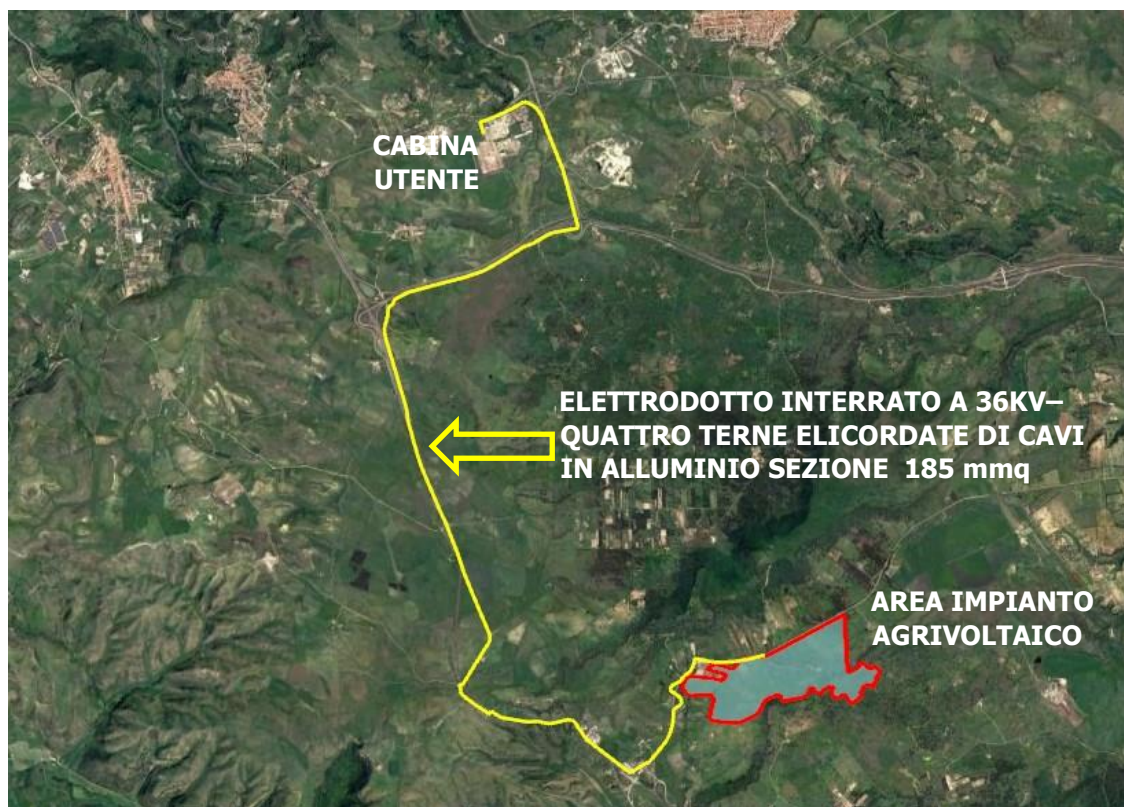 CABINA
UTENTE
ELETTRODOTTO INTERRATO A 36KV–
QUATTRO TERNE ELICORDATE DI CAVI
IN ALLUMINIO SEZIONE 185 mmq
AREA IMPIANTO
AGRIVOLTAICO